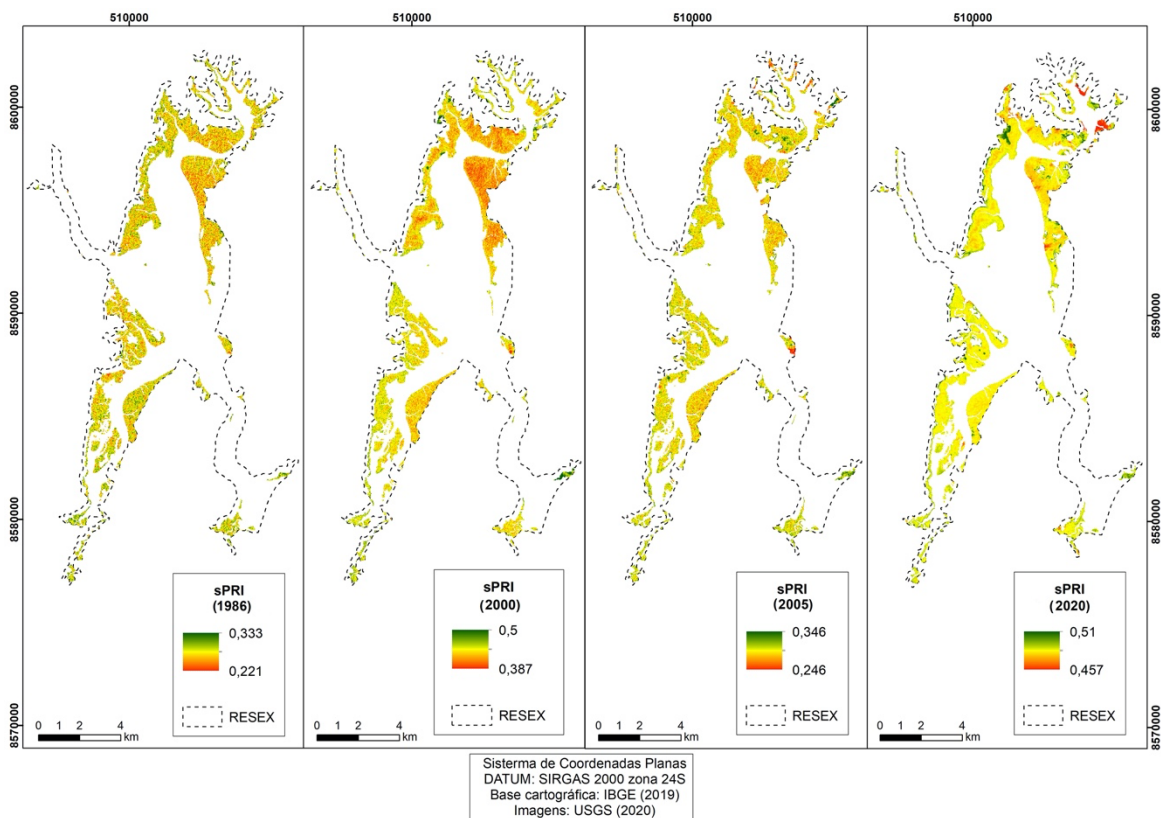 510000
510000
510000
510000
8600000
8590000
8580000
8570000
8600000
8590000
8580000
8570000
sPRI
(1986)
0,333
0,221
RESEX
0 1 2 4
km
sPRI
(2000)
0,5
0,387
RESEX
0 1 2 4
km
sPRI
(2005)
0,346
0,246
RESEX
0 1 2 4
km
sPRI
(2020)
0,51
0,457
RESEX
0 1 2 4
km
Sisterma de Coordenadas Planas
DATUM: SIRGAS 2000 zona 24S
Base cartográfica: IBGE (2019)
Imagens: USGS (2020)